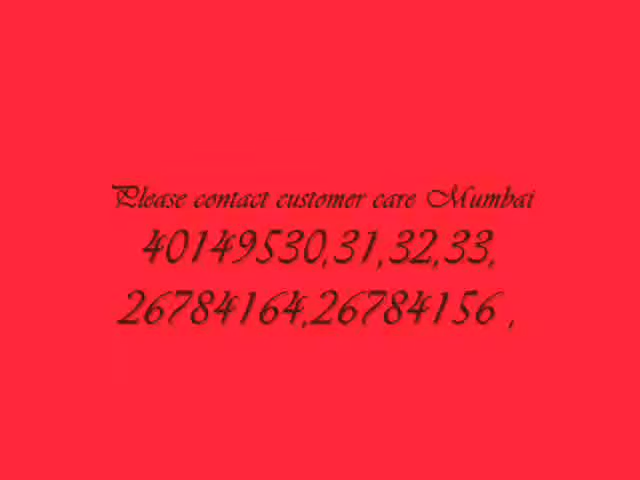 Please contact customer care Mumbai
40149530,31,32,33,
26784164,26784156 ,